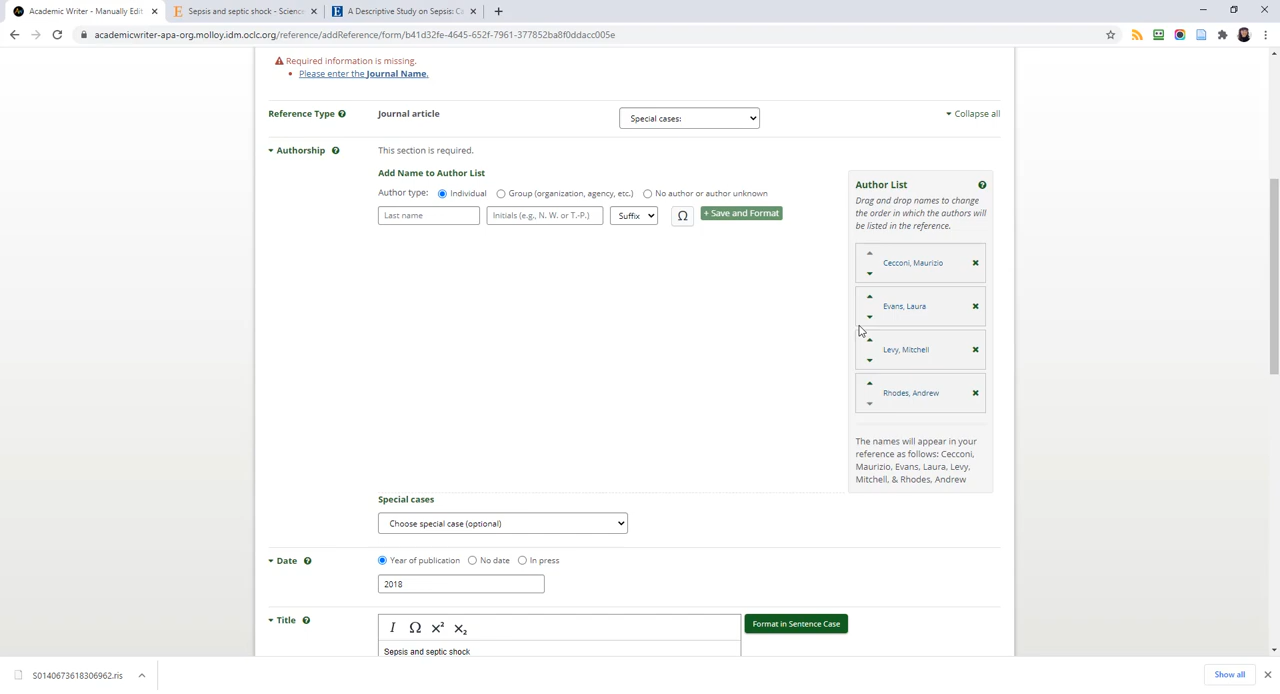 Academic Writer - Manually Edit
Sepsis and septic shock - Science
A Descriptive Study on Sepsis: Ca
academicwriter-apa-org.molloy.idm.oclc.org/reference/addReference/form/b41d32fe-4645-652f-7961-377852ba8f0ddacc005e
Required information is missing.
Please enter the Journal Name.
Reference Type
Journal article
Special cases:
Collapse all
Authorship
This section is required.
Add Name to Author List
Author type: Individual Group (organization, agency, etc.) No author or author unknown
Last name
Initials (e.g., N. W. or T.-P.)
Suffix
Ω
+ Save and Format
Author List
Drag and drop names to change
the order in which the authors will
be listed in the reference.
Cecconi, Maurizio
Evans, Laura
Levy, Mitchell
Rhodes, Andrew
The names will appear in your
reference as follows: Cecconi,
Maurizio, Evans, Laura, Levy,
Mitchell, & Rhodes, Andrew
Special cases
Choose special case (optional)
Date
Year of publication No date In press
2018
Title
I Ω X² X₂
Format in Sentence Case
Sepsis and septic shock
S0140673618306962.ris
Show all